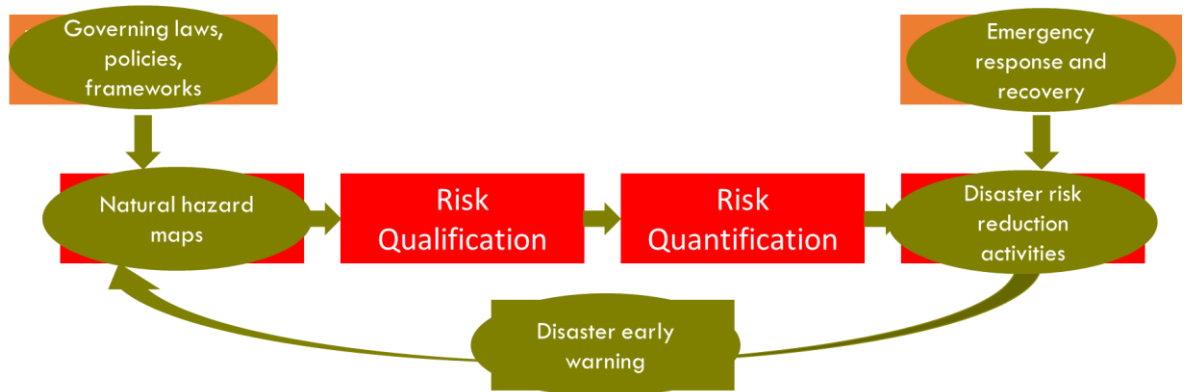 Governing laws,
policies,
frameworks
Emergency
response and
recovery
Natural hazard
maps
Risk
Qualification
Risk
Quantification
Disaster risk
reduction
activities
Disaster early
warning